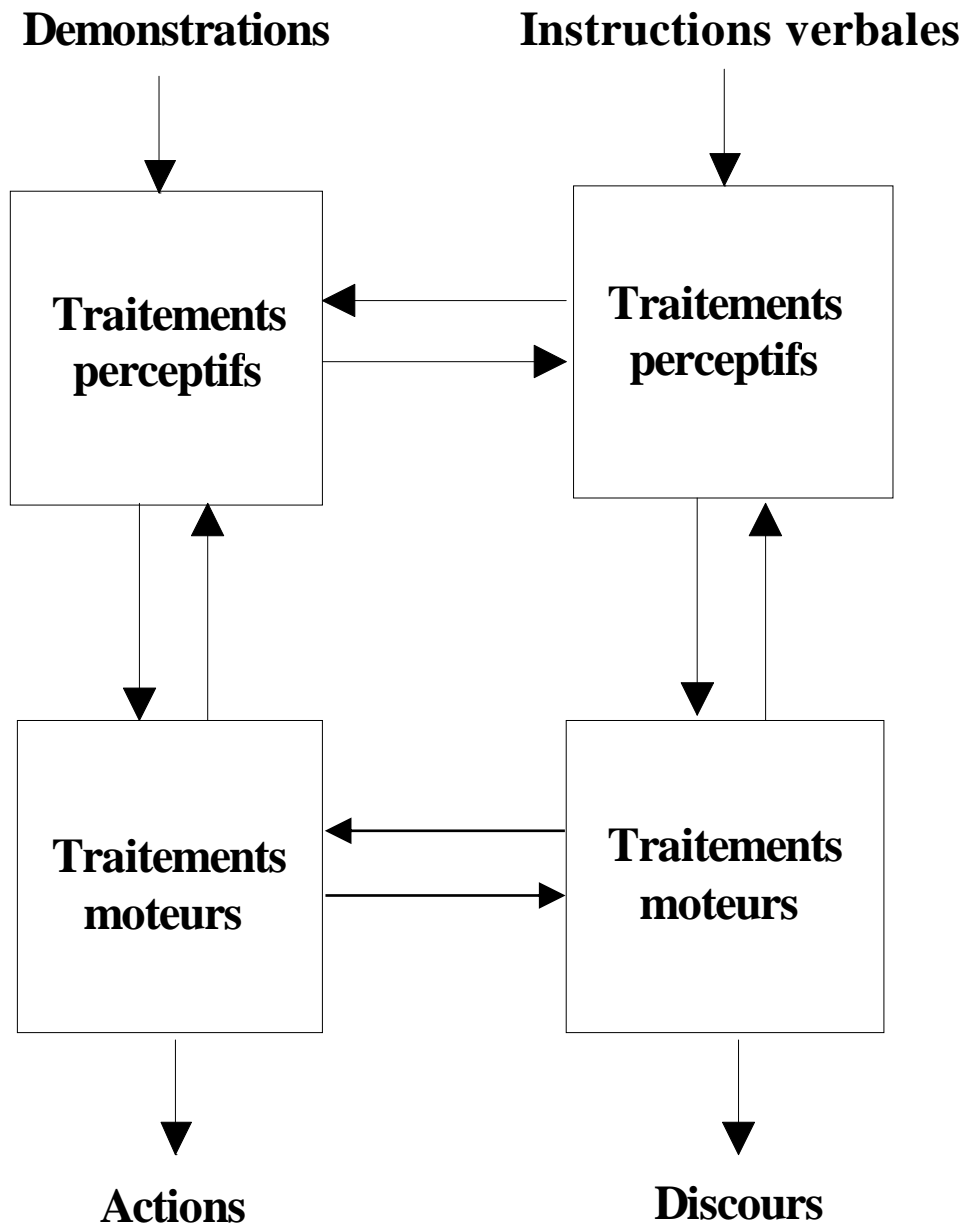 Demonstrations
Instructions verbales
Traitements
perceptifs
Traitements
perceptifs
Traitements
moteurs
Traitements
moteurs
Actions
Discours